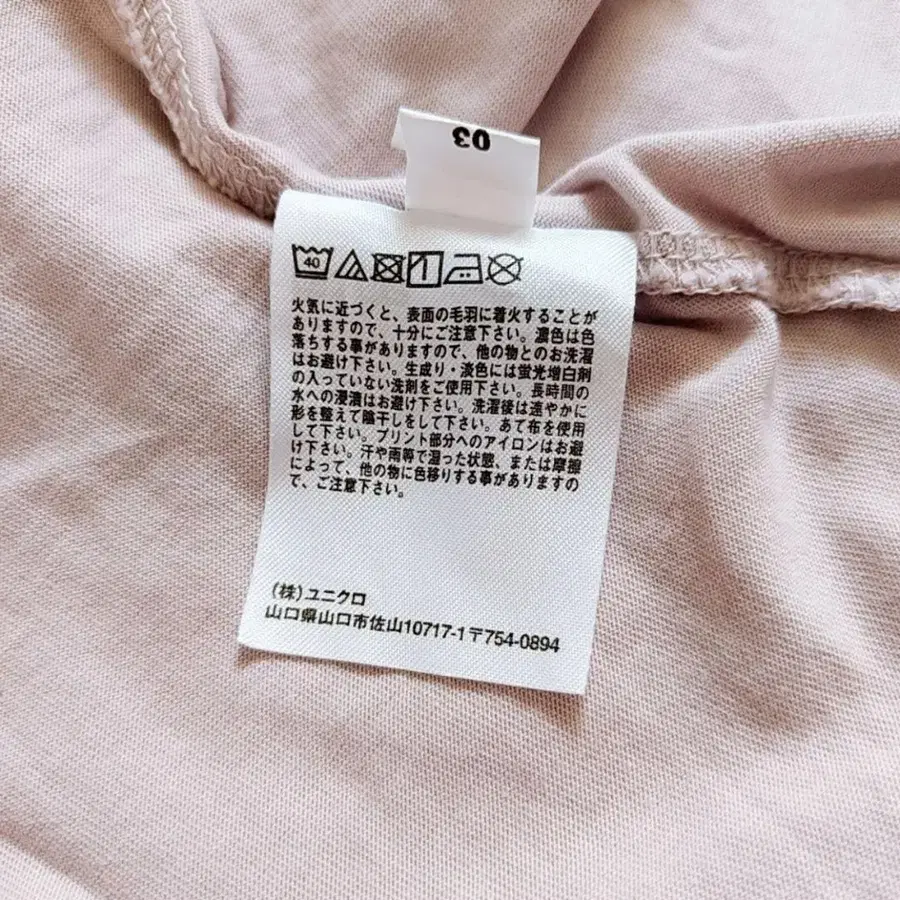 03
40
火気に近づくと、表面の毛羽に着火することが
ありますので、十分にご注意下さい。濃色は色
落ちする事がありますので、他の物とのお洗濯
はお避け下さい。生成り・淡色には蛍光増白剤
の入っていない洗剤をご使用下さい。長時間の
水への浸漬はお避け下さい。洗濯後は速やかに
形を整えて陰干しをして下さい。あて布を使用
して下さい。プリント部分へのアイロンはお避
け下さい。汗や雨等で湿った状態、または摩擦
によって、他の物に色移りする事がありますの
で、ご注意下さい。
(株)ユニクロ
山口県山口市佐山10717-1〒754-0894